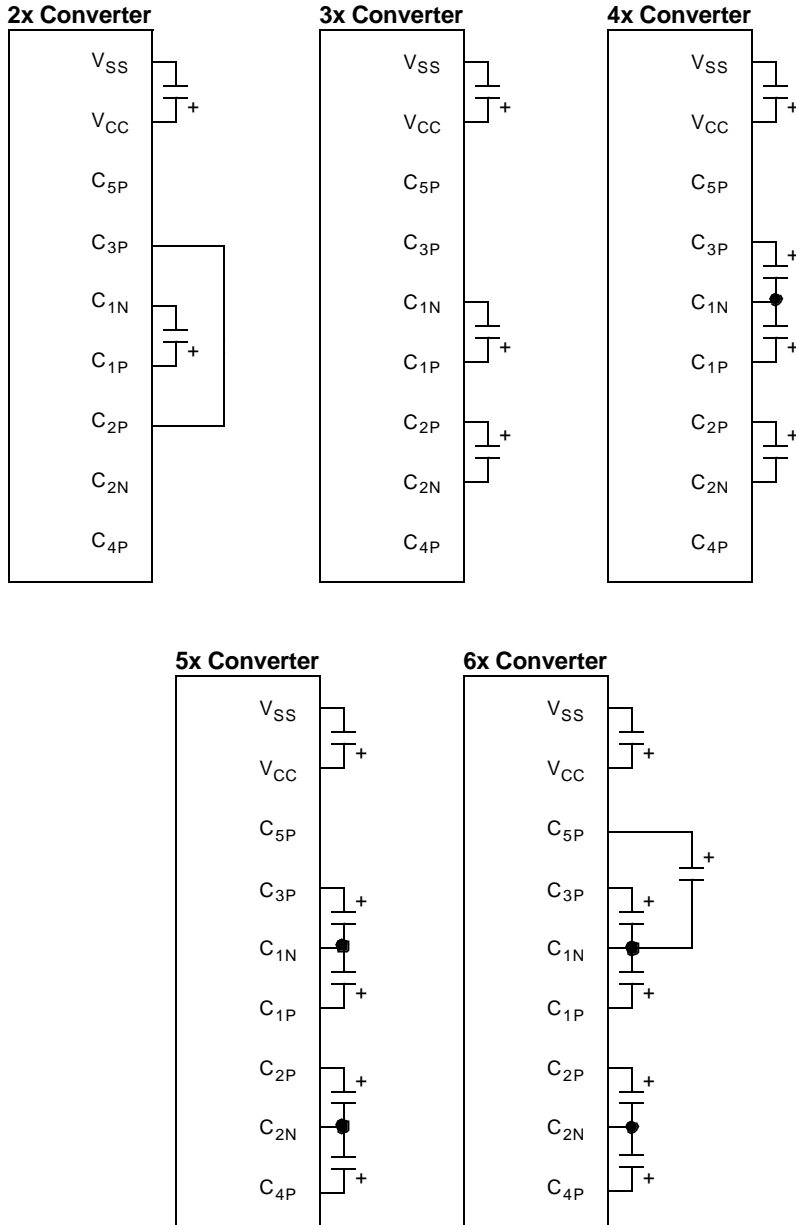 2x Converter
VSS
+
VCC
C5P
C3P
C1N
+
C1P
C2P
C2N
C4P
3x Converter
VSS
+
VCC
C5P
C3P
C1N
+
C1P
C2P
+
C2N
C4P
4x Converter
VSS
+
VCC
C5P
C3P
+
C1N
+
C1P
C2P
+
C2N
C4P
5x Converter
VSS
+
VCC
C5P
C3P
+
C1N
+
C1P
C2P
+
C2N
+
C4P
6x Converter
VSS
+
VCC
C5P
+
C3P
+
C1N
+
C1P
C2P
+
C2N
+
C4P